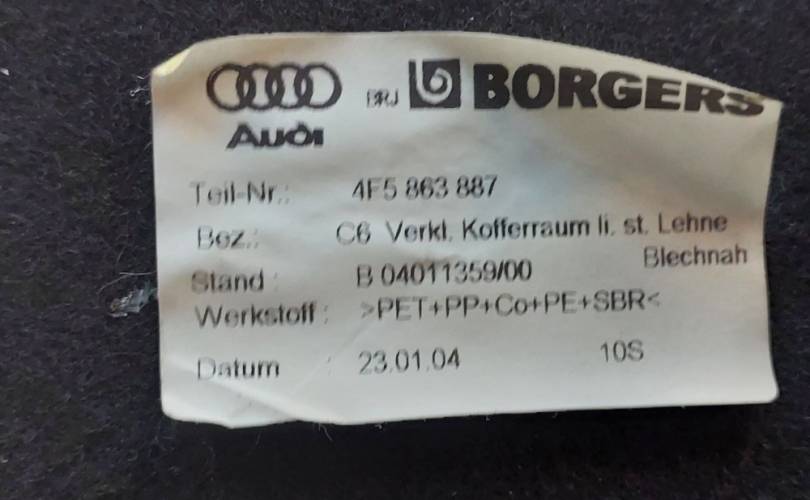 Audi BRJ BORGERS
Teil-Nr.: 4F5 863 887
Bez.: C6 Verkl. Kofferraum li. st. Lehne
Blechnah
Stand : B 04011359/00
Werkstoff : >PET+PP+Co+PE+SBR<
Datum : 23.01.04 10S